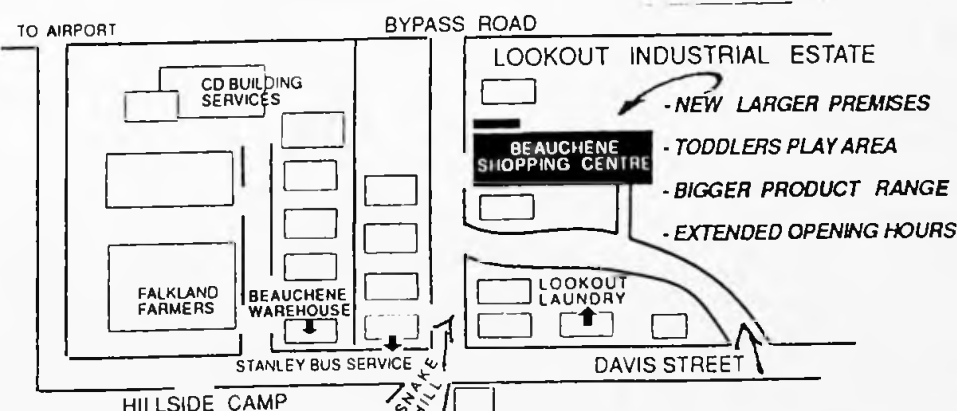 TO AIRPORT
BYPASS ROAD
LOOKOUT INDUSTRIAL ESTATE
CD BUILDING
SERVICES
- NEW LARGER PREMISES
BEAUCHENE
SHOPPING CENTRE
- TODDLERS PLAY AREA
- BIGGER PRODUCT RANGE
- EXTENDED OPENING HOURS
FALKLAND
FARMERS
BEAUCHENE
WAREHOUSE
LOOKOUT
LAUNDRY
STANLEY BUS SERVICE
DAVIS STREET
SNAKE
HILL
HILLSIDE CAMP